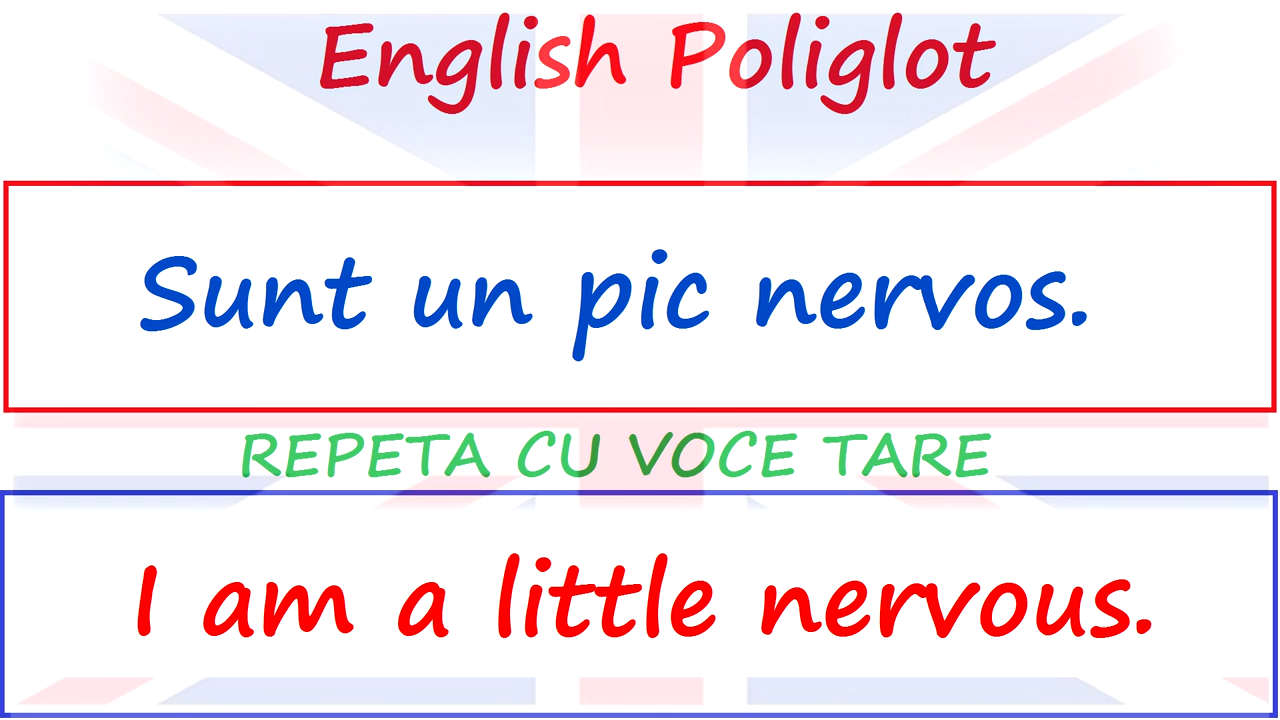 English Poliglot
Sunt un pic nervos.
REPETA CU VOCE TARE
I am a little nervous.